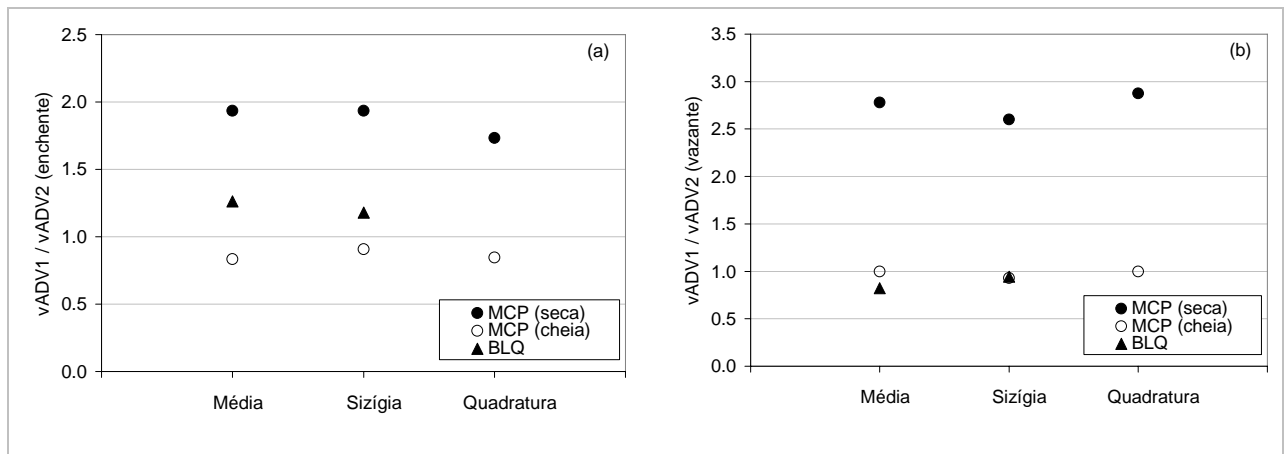 (a)
vADV1 / vADV2 (enchente)
2.5
2.0
1.5
1.0
0.5
0.0
MCP (seca)
MCP (cheia)
BLQ
Média Sizígia Quadratura
(b)
vADV1 / vADV2 (vazante)
3.5
3.0
2.5
2.0
1.5
1.0
0.5
0.0
MCP (seca)
MCP (cheia)
BLQ
Média Sizígia Quadratura